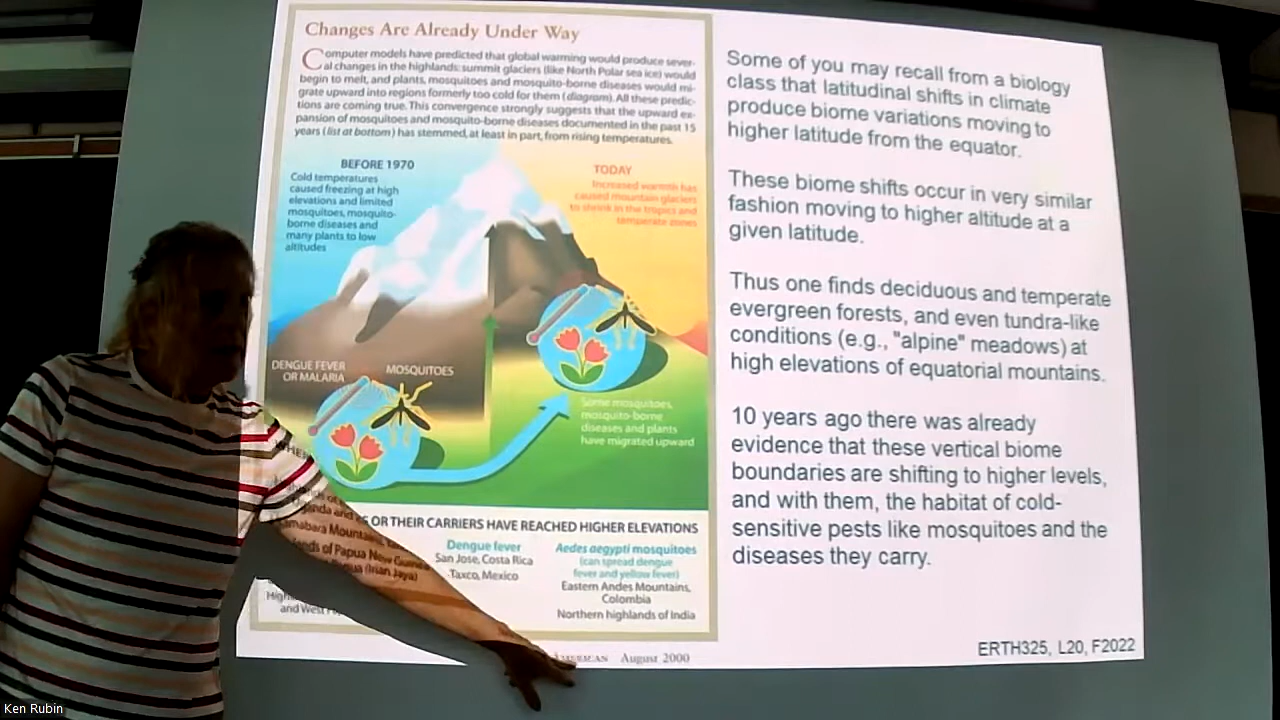 Changes Are Already Under Way
Computer models have predicted that global warming would produce sever-
al changes in the highlands: summit glaciers (like North Polar sea ice) would
begin to melt, and plants, mosquitoes and mosquito-borne diseases would mi-
grate upward into regions formerly too cold for them (diagram). All these predic-
tions are coming true. This convergence strongly suggests that the upward ex-
pansion of mosquitoes and mosquito-borne diseases documented in the past 15
years (list at bottom) has stemmed, at least in part, from rising temperatures.
BEFORE 1970
Cold temperatures
caused freezing at high
elevations and limited
mosquitoes, mosquito-
borne diseases and
many plants to low
altitudes
TODAY
Increased warmth has
caused mountain glaciers
to shrink in the tropics and
temperate zones
DENGUE FEVER
OR MALARIA
MOSQUITOES
Some mosquitoes,
mosquito-borne
diseases and plants
have migrated upward
OR THEIR CARRIERS HAVE REACHED HIGHER ELEVATIONS
Mountains,
of Papua New Guinea
(Irian Jaya)
and West
Dengue fever
San Jose, Costa Rica
Taxco, Mexico
Aedes aegypti mosquitoes
(can spread dengue
fever and yellow fever)
Eastern Andes Mountains,
Colombia
Northern highlands of India
August 2000
Some of you may recall from a biology
class that latitudinal shifts in climate
produce biome variations moving to
higher latitude from the equator.
These biome shifts occur in very similar
fashion moving to higher altitude at a
given latitude.
Thus one finds deciduous and temperate
evergreen forests, and even tundra-like
conditions (e.g., "alpine" meadows) at
high elevations of equatorial mountains.
10 years ago there was already
evidence that these vertical biome
boundaries are shifting to higher levels,
and with them, the habitat of cold-
sensitive pests like mosquitoes and the
diseases they carry.
ERTH325, L20, F2022
Ken Rubin